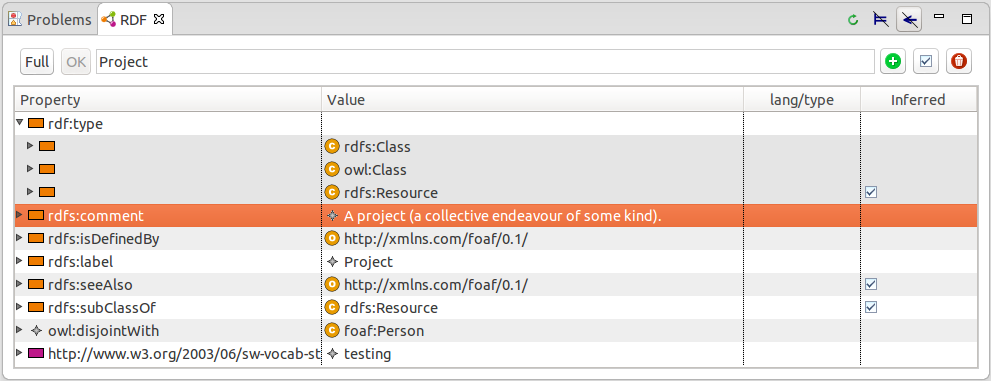 Problems RDF
Full OK Project
Property Value lang/type Inferred
rdf:type
C rdfs:Class
C owl:Class
C rdfs:Resource
rdfs:comment A project (a collective endeavour of some kind).
rdfs:isDefinedBy O http://xmlns.com/foaf/0.1/
rdfs:label Project
rdfs:seeAlso O http://xmlns.com/foaf/0.1/
rdfs:subClassOf C rdfs:Resource
owl:disjointWith C foaf:Person
http://www.w3.org/2003/06/sw-vocab-st testing